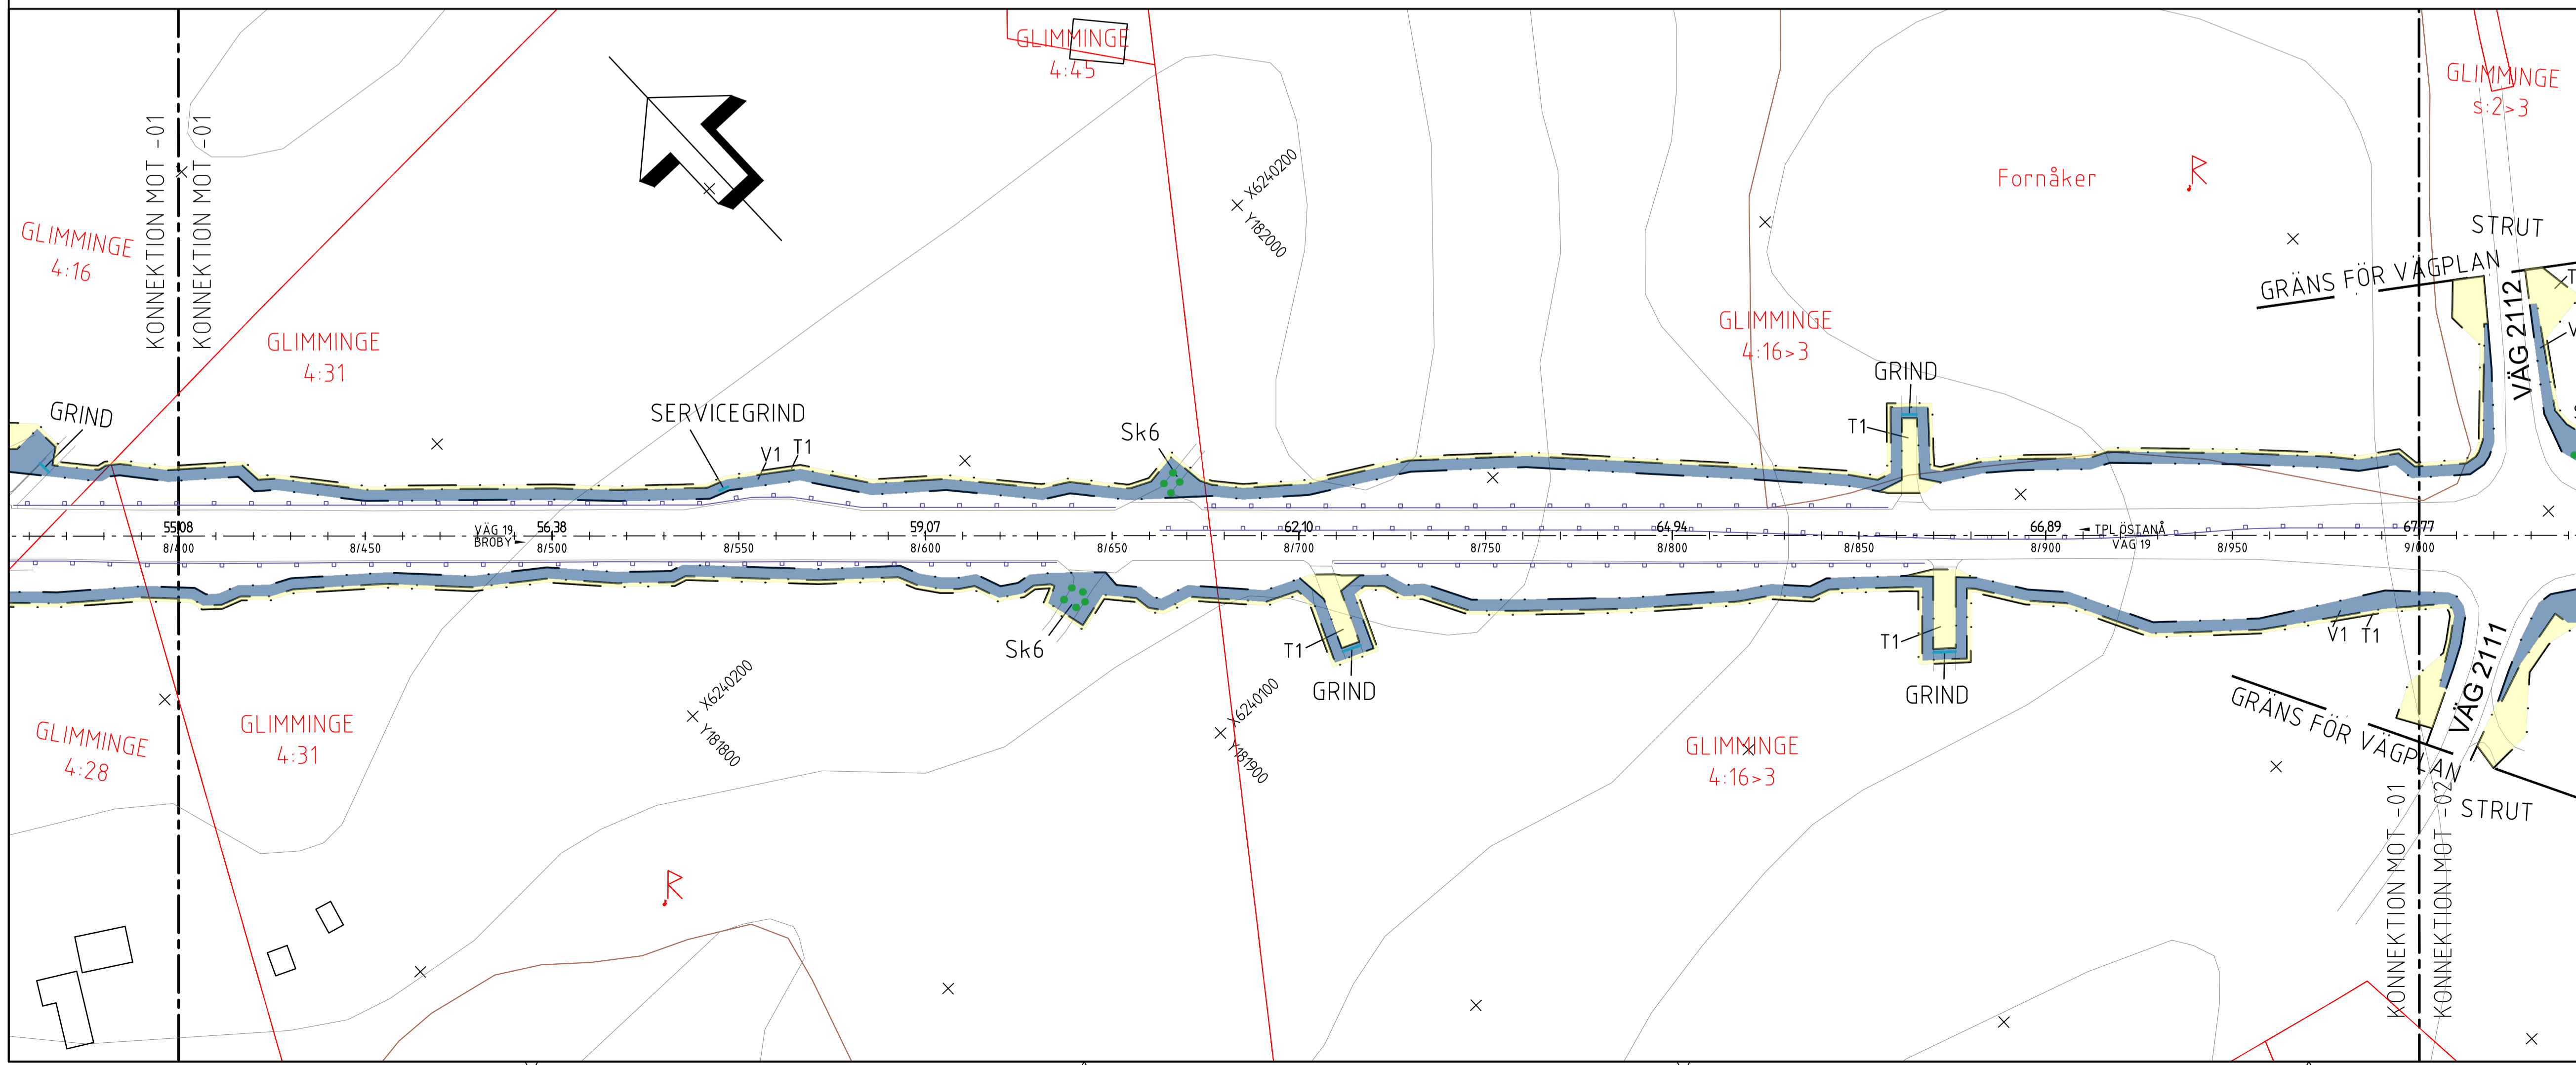 GLIMMINGE
4:45
GLIMMINGE
s:2>3
KONNEKTION MOT -01
KONNEKTION MOT -01
X6240200
Y182000
Fornåker
R
GLIMMINGE
4:16
STRUT
GRÄNS FÖR VÄGPLAN
VÄG 2112
T
V
GLIMMINGE
4:31
GLIMMINGE
4:16>3
GRIND
GRIND
SERVICEGRIND
V1
T1
Sk6
T1
55,08
56,38
59,07
62,10
64,94
66,89
67,77
VÄG 19
BROBY
TPL ÖSTANÅ
VÄG 19
8/400
8/450
8/500
8/550
8/600
8/650
8/700
8/750
8/800
8/850
8/900
8/950
9/000
Sk6
T1
GRIND
T1
GRIND
V1
T1
VÄG 2111
GRÄNS FÖR VÄGPLAN
X6240200
Y181800
X6240100
Y181900
GLIMMINGE
4:28
GLIMMINGE
4:31
GLIMMINGE
4:16>3
STRUT
KONNEKTION MOT -01
KONNEKTION MOT -02
R